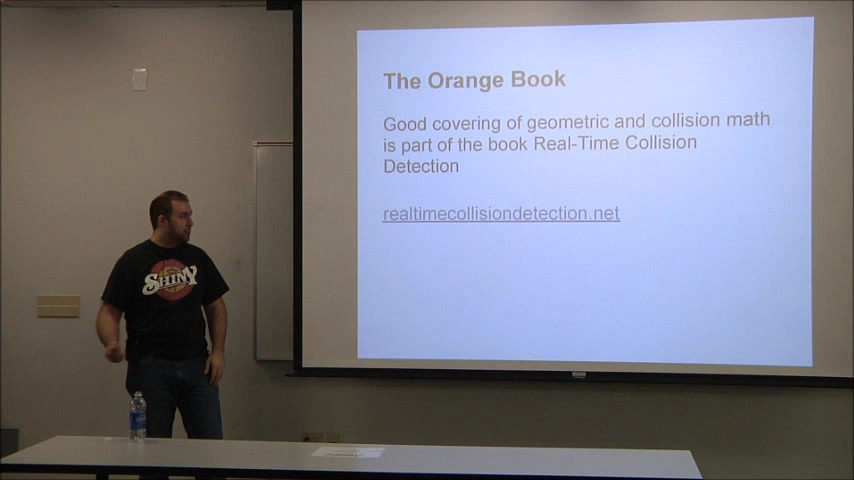 The Orange Book
Good covering of geometric and collision math
is part of the book Real-Time Collision
Detection
realtimecollisiondetection.net
SHINY